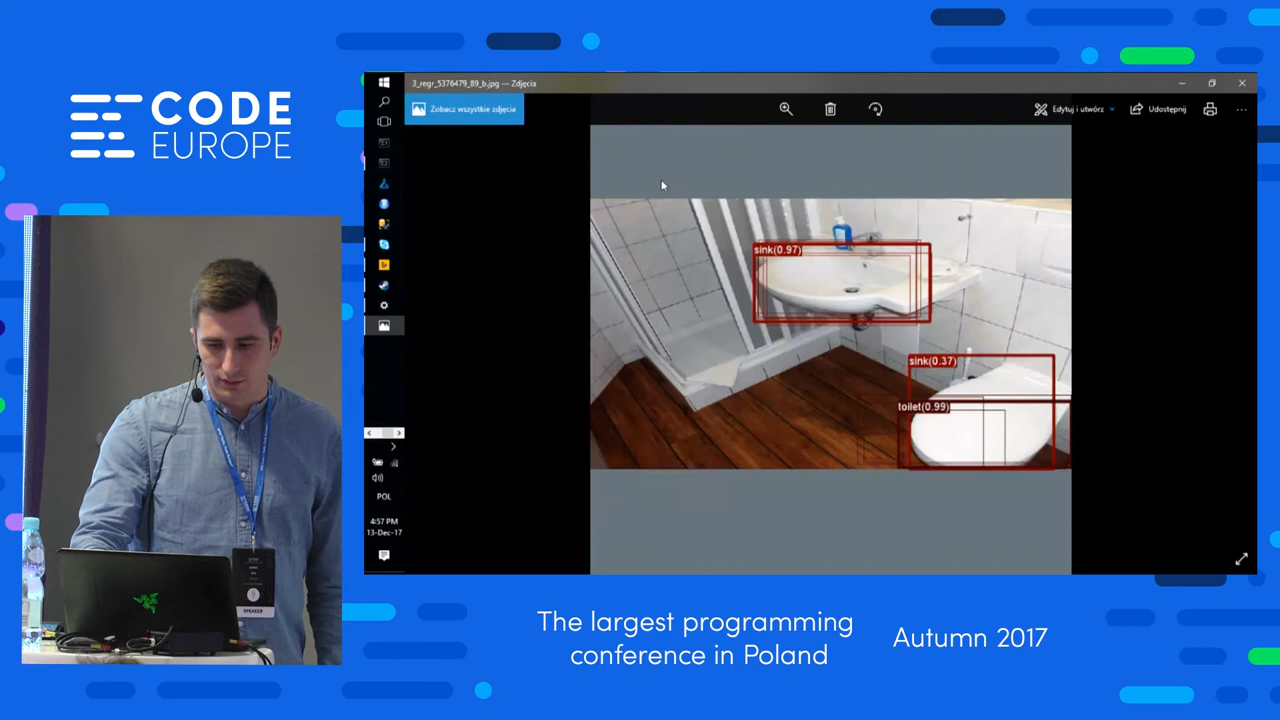 CODE
EUROPE
3_regr_5376479_89_b.jpg — Zdjęcia
Zobacz wszystkie zdjęcia
Edytuj i utwórz
Udostępnij
sink(0.97)
sink(0.37)
toilet(0.99)
POL
4:57 PM
13-Dec-17
SPEAKER
The largest programming
conference in Poland
Autumn 2017